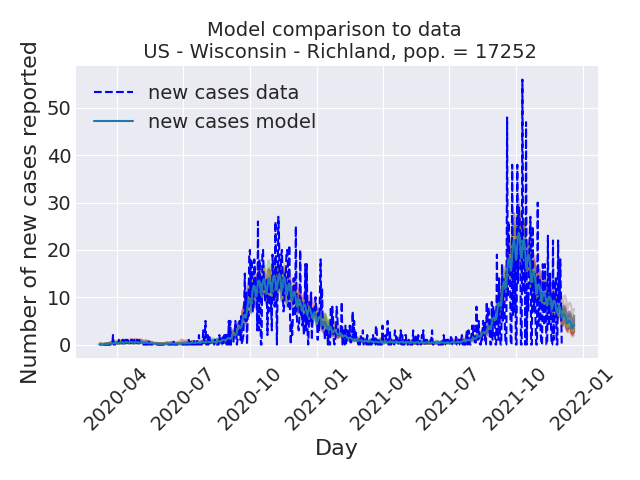 Model comparison to data
US - Wisconsin - Richland, pop. = 17252
new cases data
new cases model
Number of new cases reported
50
40
30
20
10
0
2020-04
2020-07
2020-10
2021-01
2021-04
2021-07
2021-10
2022-01
Day